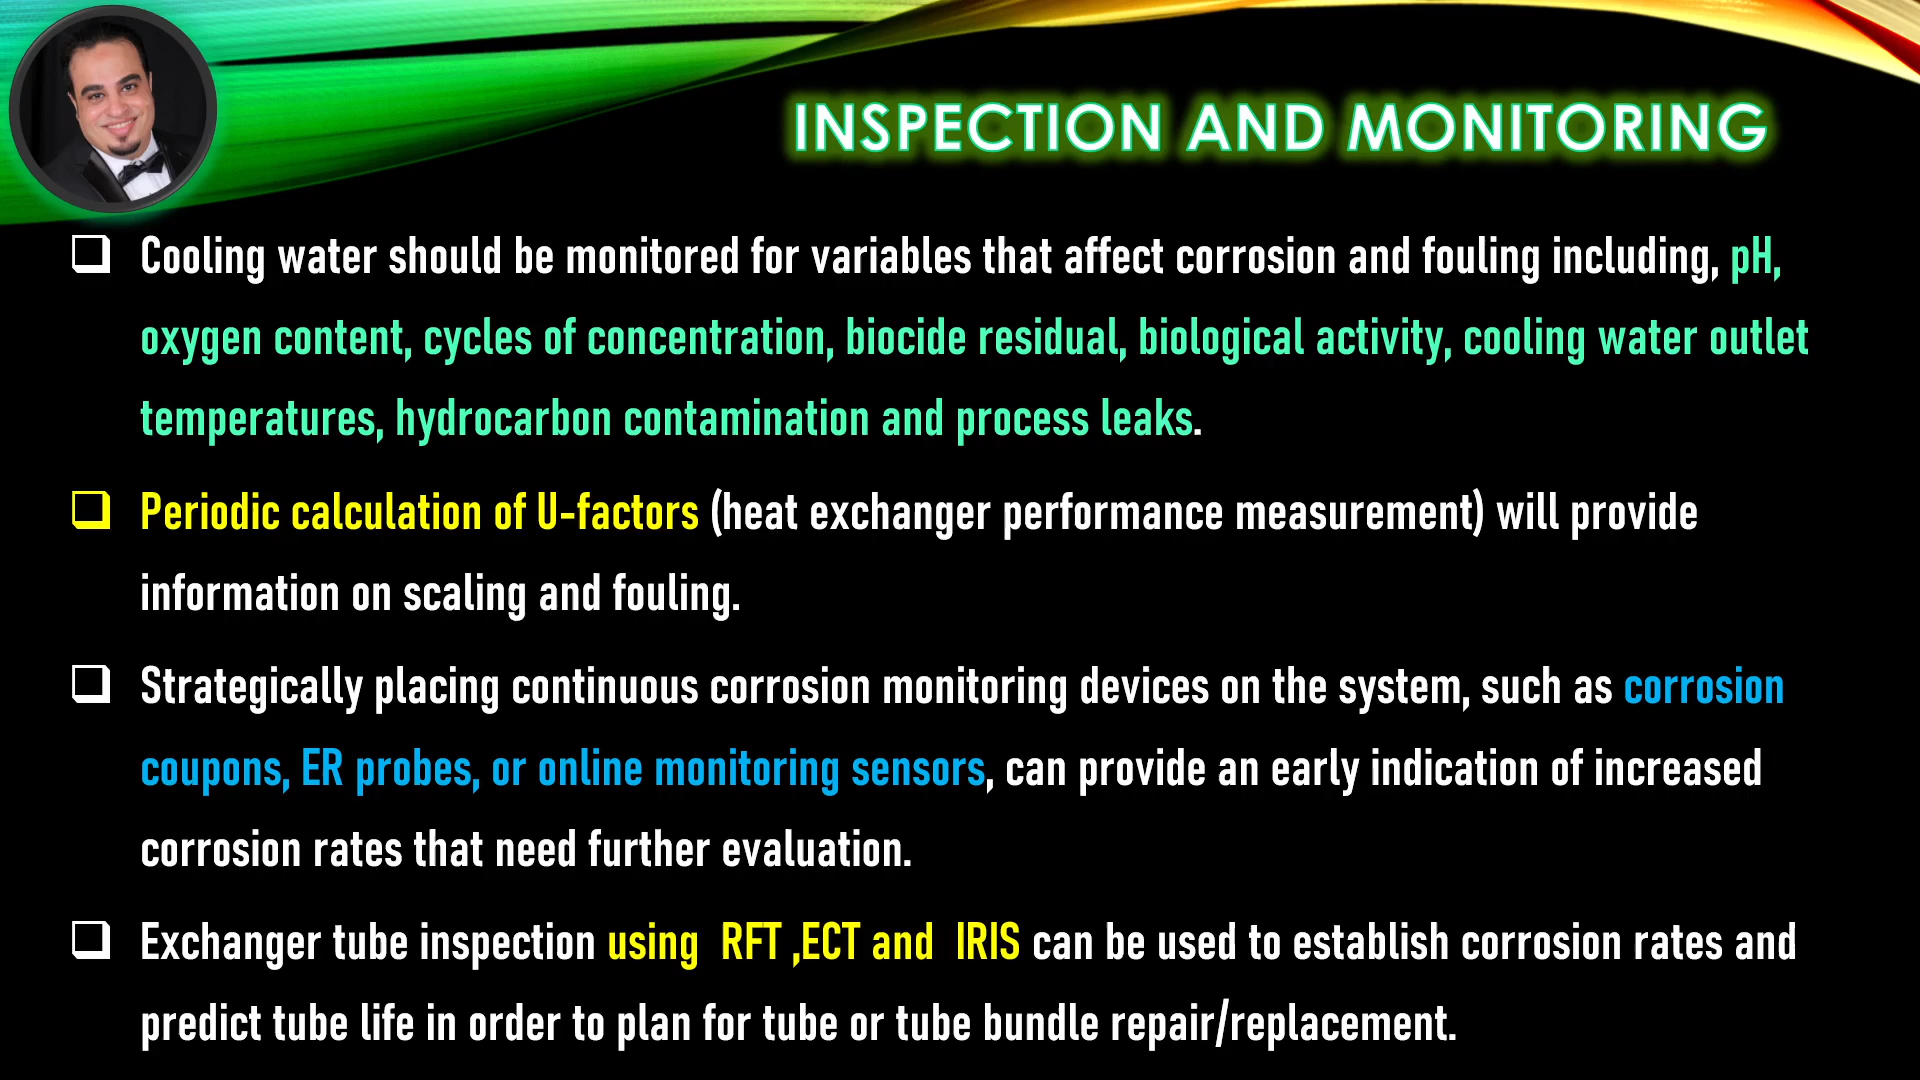 INSPECTION AND MONITORING
Cooling water should be monitored for variables that affect corrosion and fouling including, pH,
oxygen content, cycles of concentration, biocide residual, biological activity, cooling water outlet
temperatures, hydrocarbon contamination and process leaks.
Periodic calculation of U-factors (heat exchanger performance measurement) will provide
information on scaling and fouling.
Strategically placing continuous corrosion monitoring devices on the system, such as corrosion
coupons, ER probes, or online monitoring sensors, can provide an early indication of increased
corrosion rates that need further evaluation.
Exchanger tube inspection using  RFT ,ECT and  IRIS can be used to establish corrosion rates and
predict tube life in order to plan for tube or tube bundle repair/replacement.